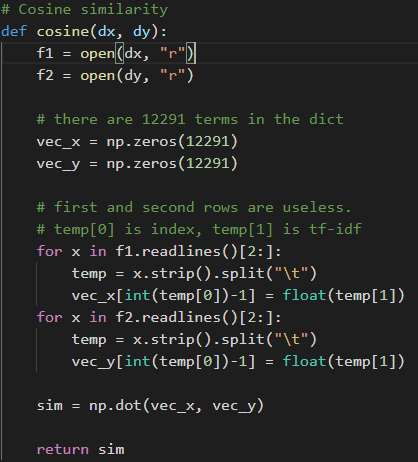 # Cosine similarity
def cosine(dx, dy):
    f1 = open(dx, "r")
    f2 = open(dy, "r")

    # there are 12291 terms in the dict
    vec_x = np.zeros(12291)
    vec_y = np.zeros(12291)

    # first and second rows are useless.
    # temp[0] is index, temp[1] is tf-idf
    for x in f1.readlines()[2:]:
        temp = x.strip().split("\t")
        vec_x[int(temp[0])-1] = float(temp[1])
    for x in f2.readlines()[2:]:
        temp = x.strip().split("\t")
        vec_y[int(temp[0])-1] = float(temp[1])

    sim = np.dot(vec_x, vec_y)

    return sim